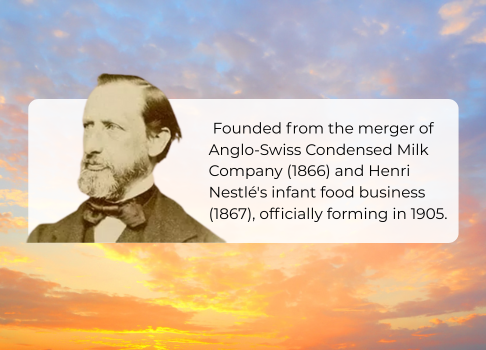 Founded from the merger of
Anglo-Swiss Condensed Milk
Company (1866) and Henri
Nestlé's infant food business
(1867), officially forming in 1905.